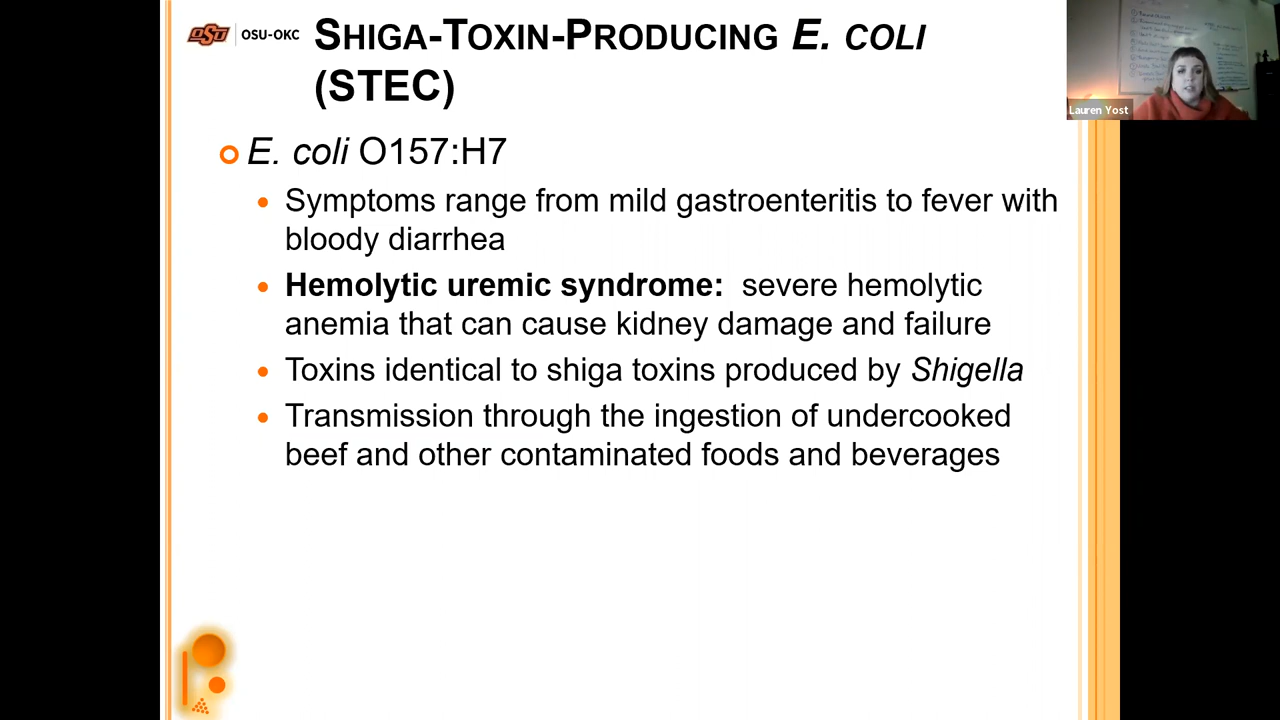 OSU OSU-OKC
SHIGA-TOXIN-PRODUCING E. COLI
(STEC)
Lauren Yost
E. coli O157:H7
Symptoms range from mild gastroenteritis to fever with
bloody diarrhea
Hemolytic uremic syndrome: severe hemolytic
anemia that can cause kidney damage and failure
Toxins identical to shiga toxins produced by Shigella
Transmission through the ingestion of undercooked
beef and other contaminated foods and beverages